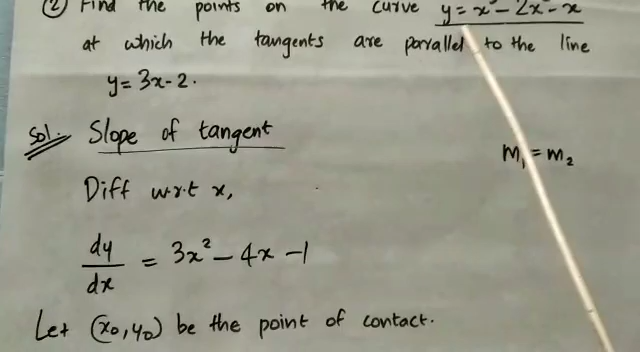 ② Find the points on the curve y = x³ - 2x² - x
at which the tangents are parallel to the line
y = 3x - 2.
Sol. Slope of tangent
m₁ = m₂
Diff w.r.t x,
dy/dx = 3x² - 4x - 1
Let (x₀, y₀) be the point of contact.